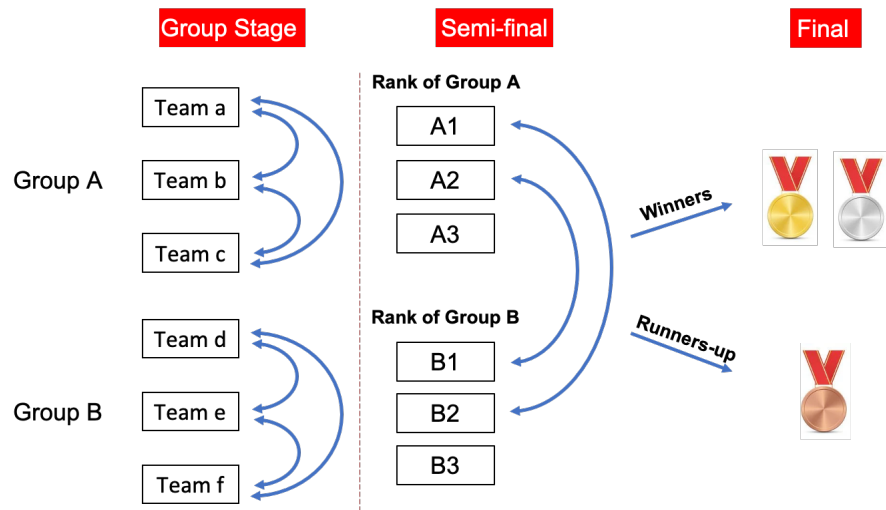 Group Stage
Semi-final
Final
Group A
Team a
Team b
Team c
Group B
Team d
Team e
Team f
Rank of Group A
A1
A2
A3
Rank of Group B
B1
B2
B3
Winners
Runners-up